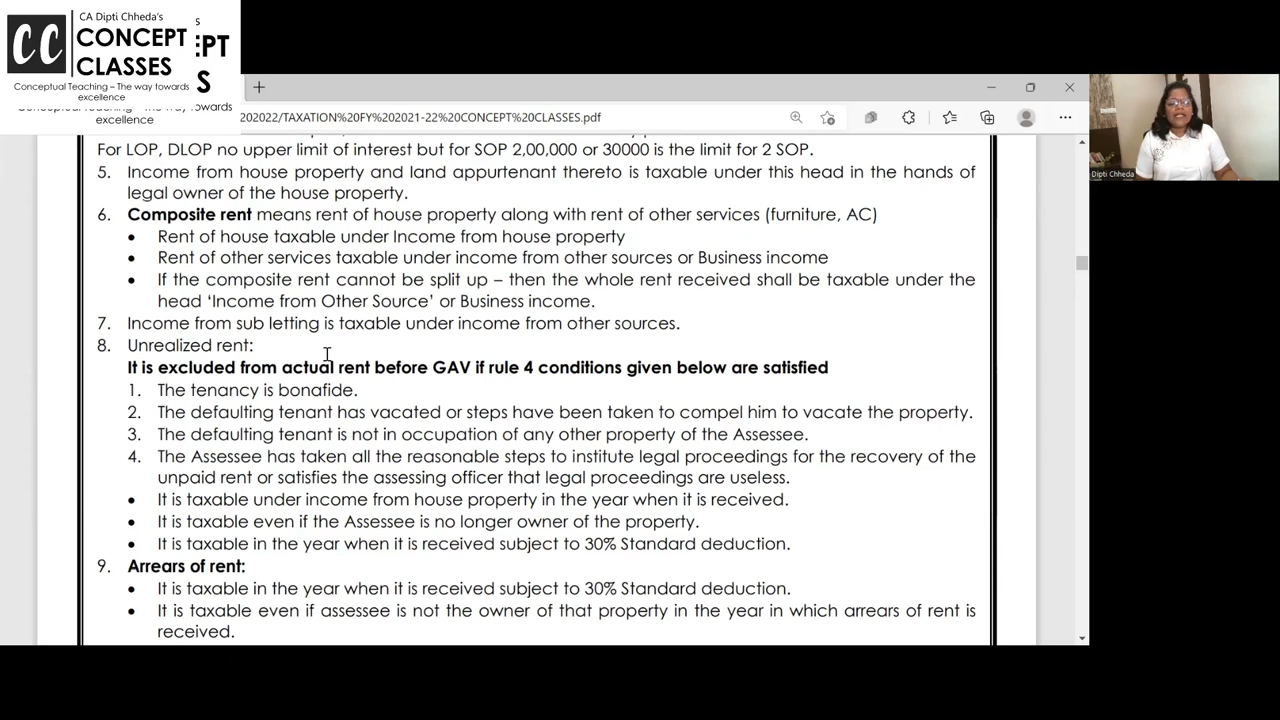 CA Dipti Chheda's
CC CONCEPT
CLASSES
Conceptual Teaching – The way towards
excellence
s
EPT
S
owards
excellence
202022/TAXATION%20FY%202021-22%20CONCEPT%20CLASSES.pdf
For LOP, DLOP no upper limit of interest but for SOP 2,00,000 or 30000 is the limit for 2 SOP.
5. Income from house property and land appurtenant thereto is taxable under this head in the hands of
legal owner of the house property.
6. Composite rent means rent of house property along with rent of other services (furniture, AC)
• Rent of house taxable under Income from house property
• Rent of other services taxable under income from other sources or Business income
• If the composite rent cannot be split up – then the whole rent received shall be taxable under the
head 'Income from Other Source' or Business income.
7. Income from sub letting is taxable under income from other sources.
8. Unrealized rent:
It is excluded from actual rent before GAV if rule 4 conditions given below are satisfied
1. The tenancy is bonafide.
2. The defaulting tenant has vacated or steps have been taken to compel him to vacate the property.
3. The defaulting tenant is not in occupation of any other property of the Assessee.
4. The Assessee has taken all the reasonable steps to institute legal proceedings for the recovery of the
unpaid rent or satisfies the assessing officer that legal proceedings are useless.
• It is taxable under income from house property in the year when it is received.
• It is taxable even if the Assessee is no longer owner of the property.
• It is taxable in the year when it is received subject to 30% Standard deduction.
9. Arrears of rent:
• It is taxable in the year when it is received subject to 30% Standard deduction.
• It is taxable even if assessee is not the owner of that property in the year in which arrears of rent is
received.
Dipti Chheda